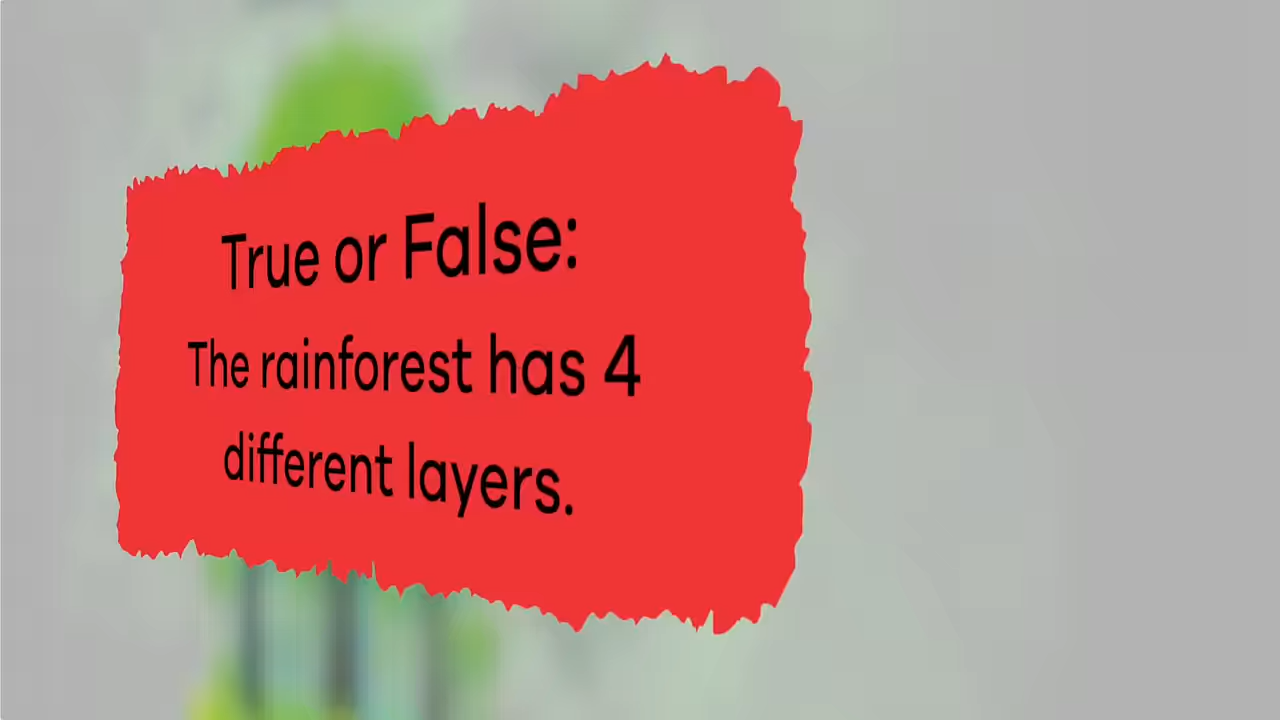 True or False:
The rainforest has 4
different layers.